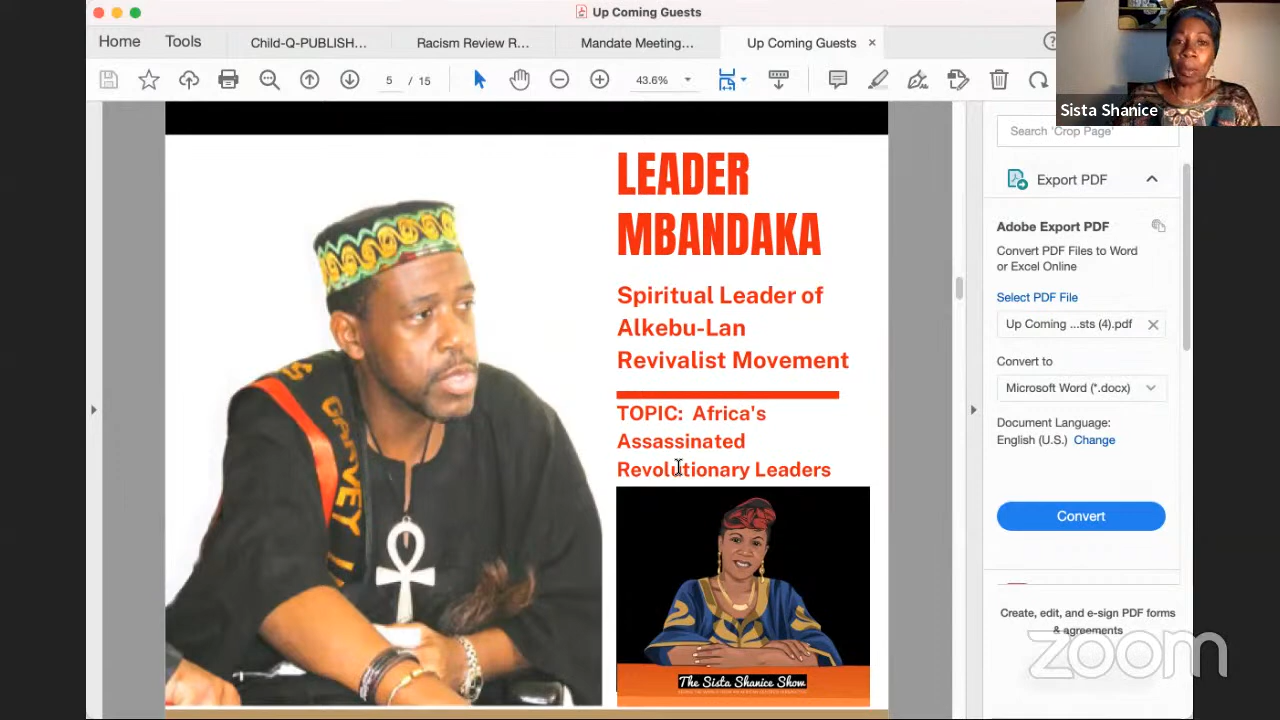 Up Coming Guests
Home Tools Child-Q-PUBLISH... Racism Review R... Mandate Meeting... Up Coming Guests ×
5 / 15 43.6%
Sista Shanice
Search 'Crop Page'
LEADER
MBANDAKA
Spiritual Leader of
Alkebu-Lan
Revivalist Movement
TOPIC: Africa's
Assassinated
Revolutionary Leaders
GARVEY
The Sista Shanice Show
Export PDF
Adobe Export PDF
Convert PDF Files to Word
or Excel Online
Select PDF File
Up Coming ...sts (4).pdf
Convert to
Microsoft Word (*.docx)
Document Language:
English (U.S.) Change
Convert
Create, edit, and e-sign PDF forms
& agreements
zoom